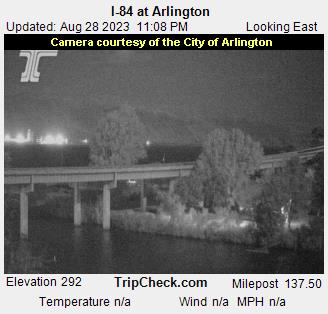 I-84 at Arlington
Updated: Aug 28 2023 11:08 PM Looking East
Camera courtesy of the City of Arlington
Elevation 292 TripCheck.com Milepost 137.50
Temperature n/a Wind n/a MPH n/a